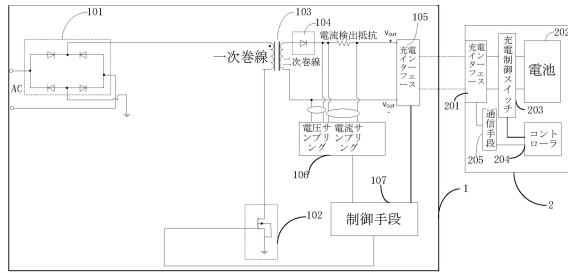 101
AC
一次巻線
103
二次巻線
104
電流検出抵抗
Vout
+
Vout
-
105
充電インターフェース
電圧サンプリング
電流サンプリング
106
107
制御手段
102
1
充電インターフェース
201
充電制御スイッチ
203
202
電池
通信手段
205
コントローラ
204
2